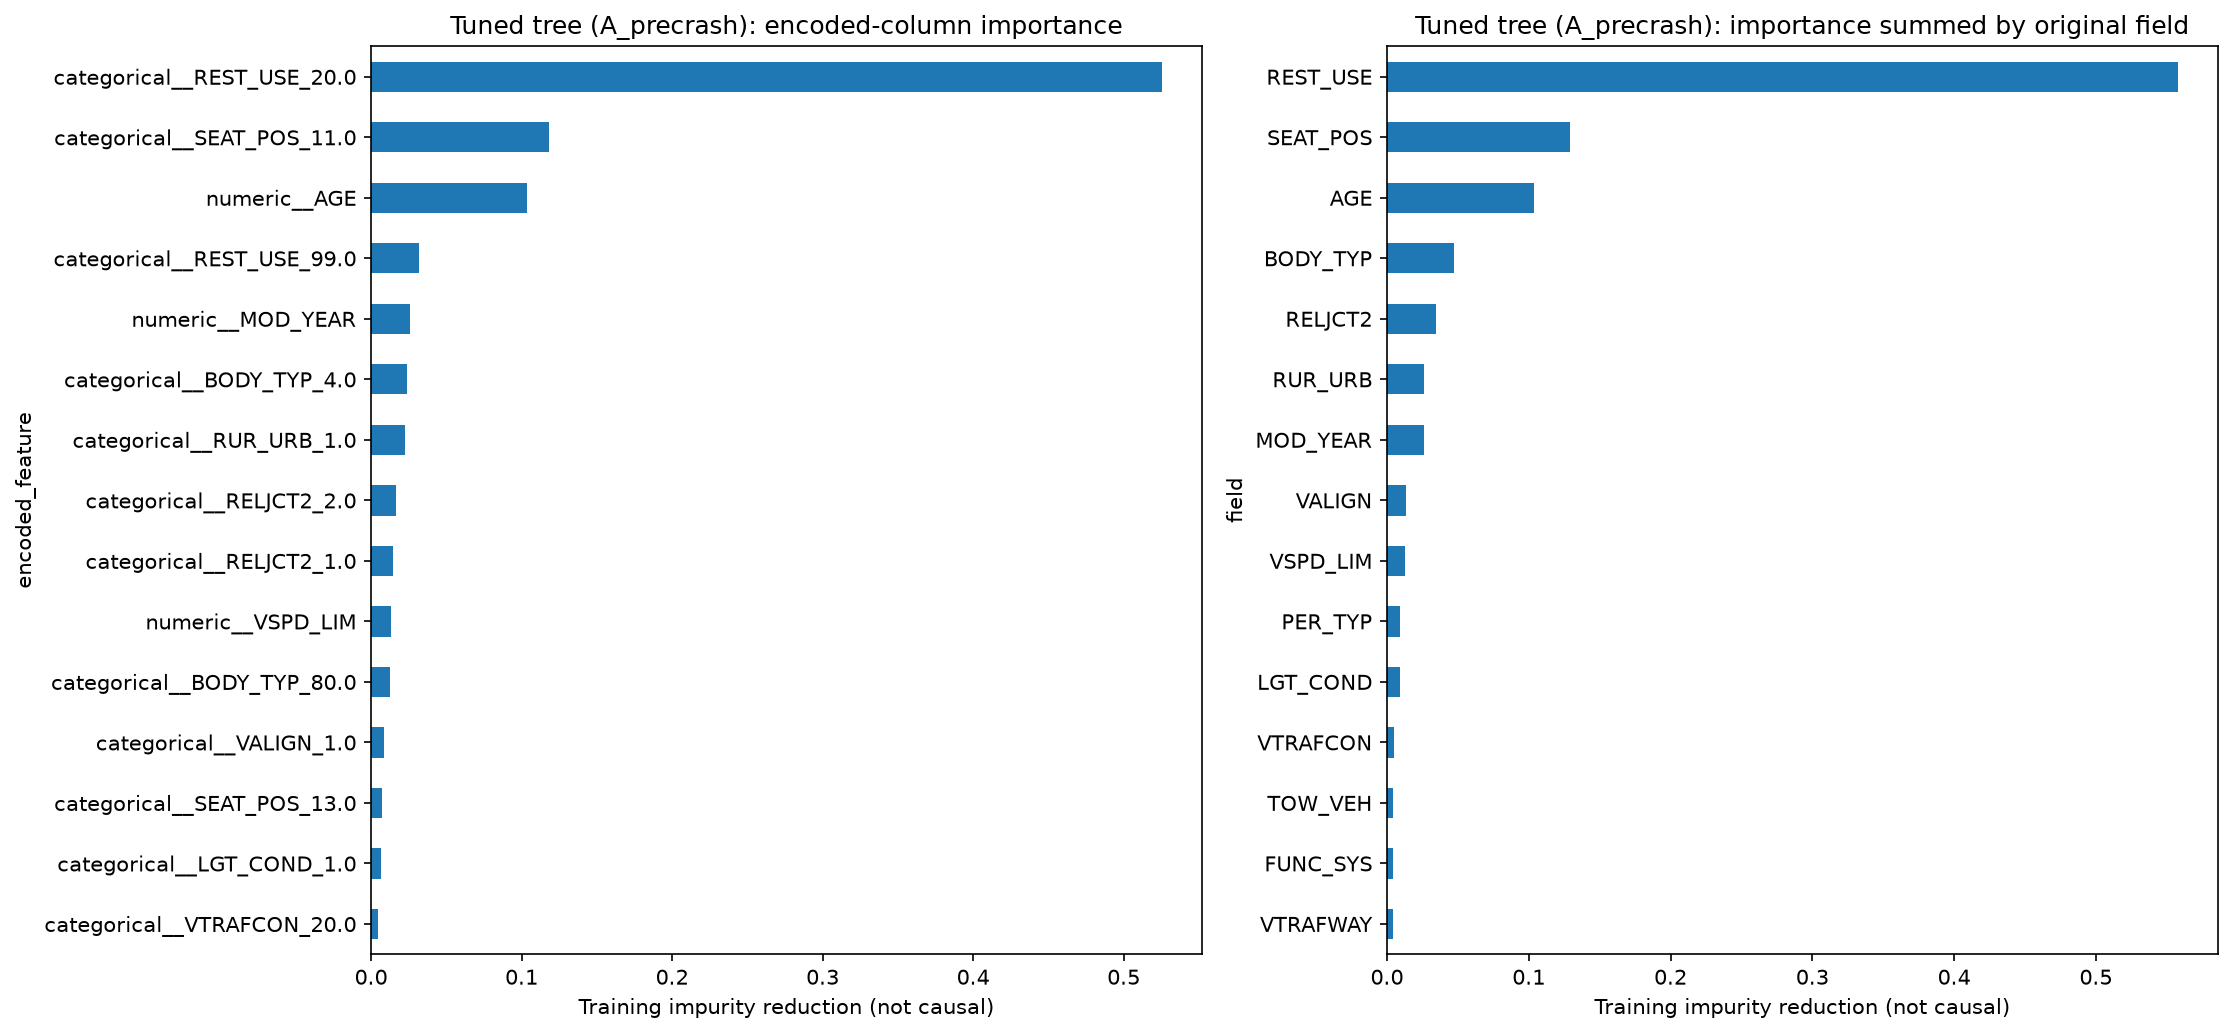 Tuned tree (A_precrash): encoded-column importance
encoded_feature
categorical__REST_USE_20.0
categorical__SEAT_POS_11.0
numeric__AGE
categorical__REST_USE_99.0
numeric__MOD_YEAR
categorical__BODY_TYP_4.0
categorical__RUR_URB_1.0
categorical__RELJCT2_2.0
categorical__RELJCT2_1.0
numeric__VSPD_LIM
categorical__BODY_TYP_80.0
categorical__VALIGN_1.0
categorical__SEAT_POS_13.0
categorical__LGT_COND_1.0
categorical__VTRAFCON_20.0
0.0 0.1 0.2 0.3 0.4 0.5
Training impurity reduction (not causal)
Tuned tree (A_precrash): importance summed by original field
field
REST_USE
SEAT_POS
AGE
BODY_TYP
RELJCT2
RUR_URB
MOD_YEAR
VALIGN
VSPD_LIM
PER_TYP
LGT_COND
VTRAFCON
TOW_VEH
FUNC_SYS
VTRAFWAY
0.0 0.1 0.2 0.3 0.4 0.5
Training impurity reduction (not causal)